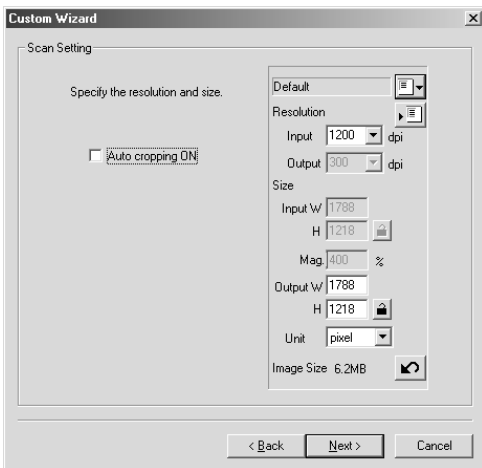 Custom Wizard
Scan Setting
Specify the resolution and size.
Auto cropping ON
Default
Resolution
Input 1200 dpi
Output 300 dpi
Size
Input W 1788
H 1218
Mag. 400 %
Output W 1788
H 1218
Unit pixel
Image Size 6.2MB
< Back Next > Cancel